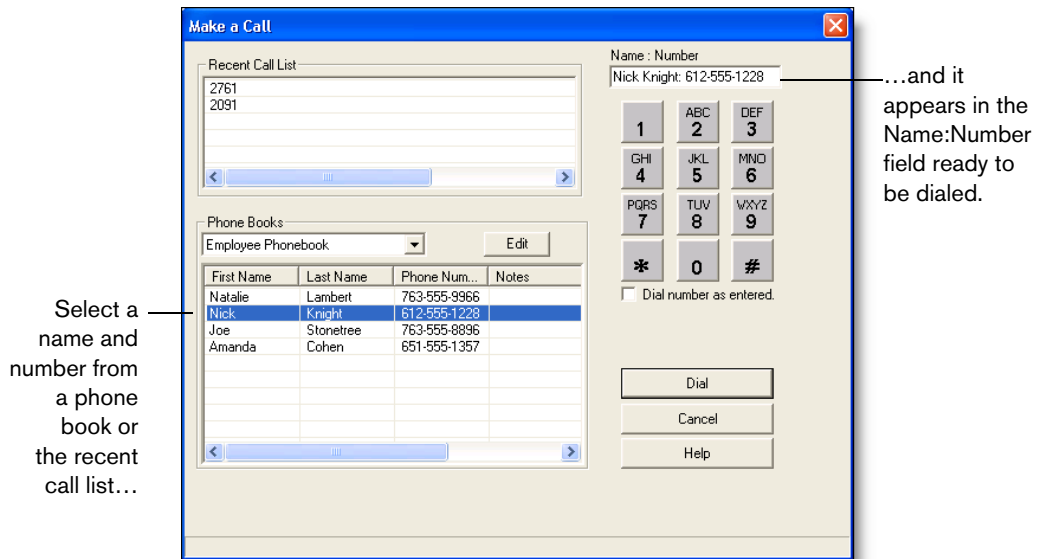 Make a Call
Recent Call List
2761
2091
Phone Books
Employee Phonebook
Edit
First Name Last Name Phone Num... Notes
Natalie Lambert 763-555-9966
Nick Knight 612-555-1228
Joe Stonetree 763-555-8896
Amanda Cohen 651-555-1357
Name : Number
Nick Knight: 612-555-1228
1 ABC 2 DEF 3
GHI 4 JKL 5 MNO 6
PQRS 7 TUV 8 WXYZ 9
* 0 #
Dial number as entered.
Dial
Cancel
Help
Select a
name and
number from
a phone
book or
the recent
call list…
…and it
appears in the
Name:Number
field ready to
be dialed.